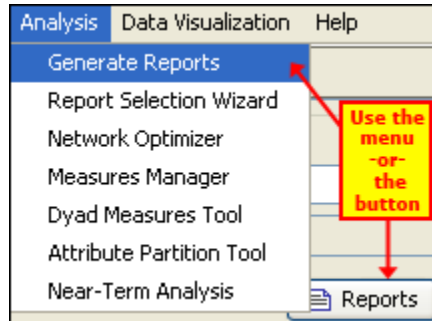 Analysis Data Visualization Help
Generate Reports
Report Selection Wizard
Network Optimizer
Measures Manager
Dyad Measures Tool
Attribute Partition Tool
Near-Term Analysis
Use the
menu
-or-
the
button
Reports